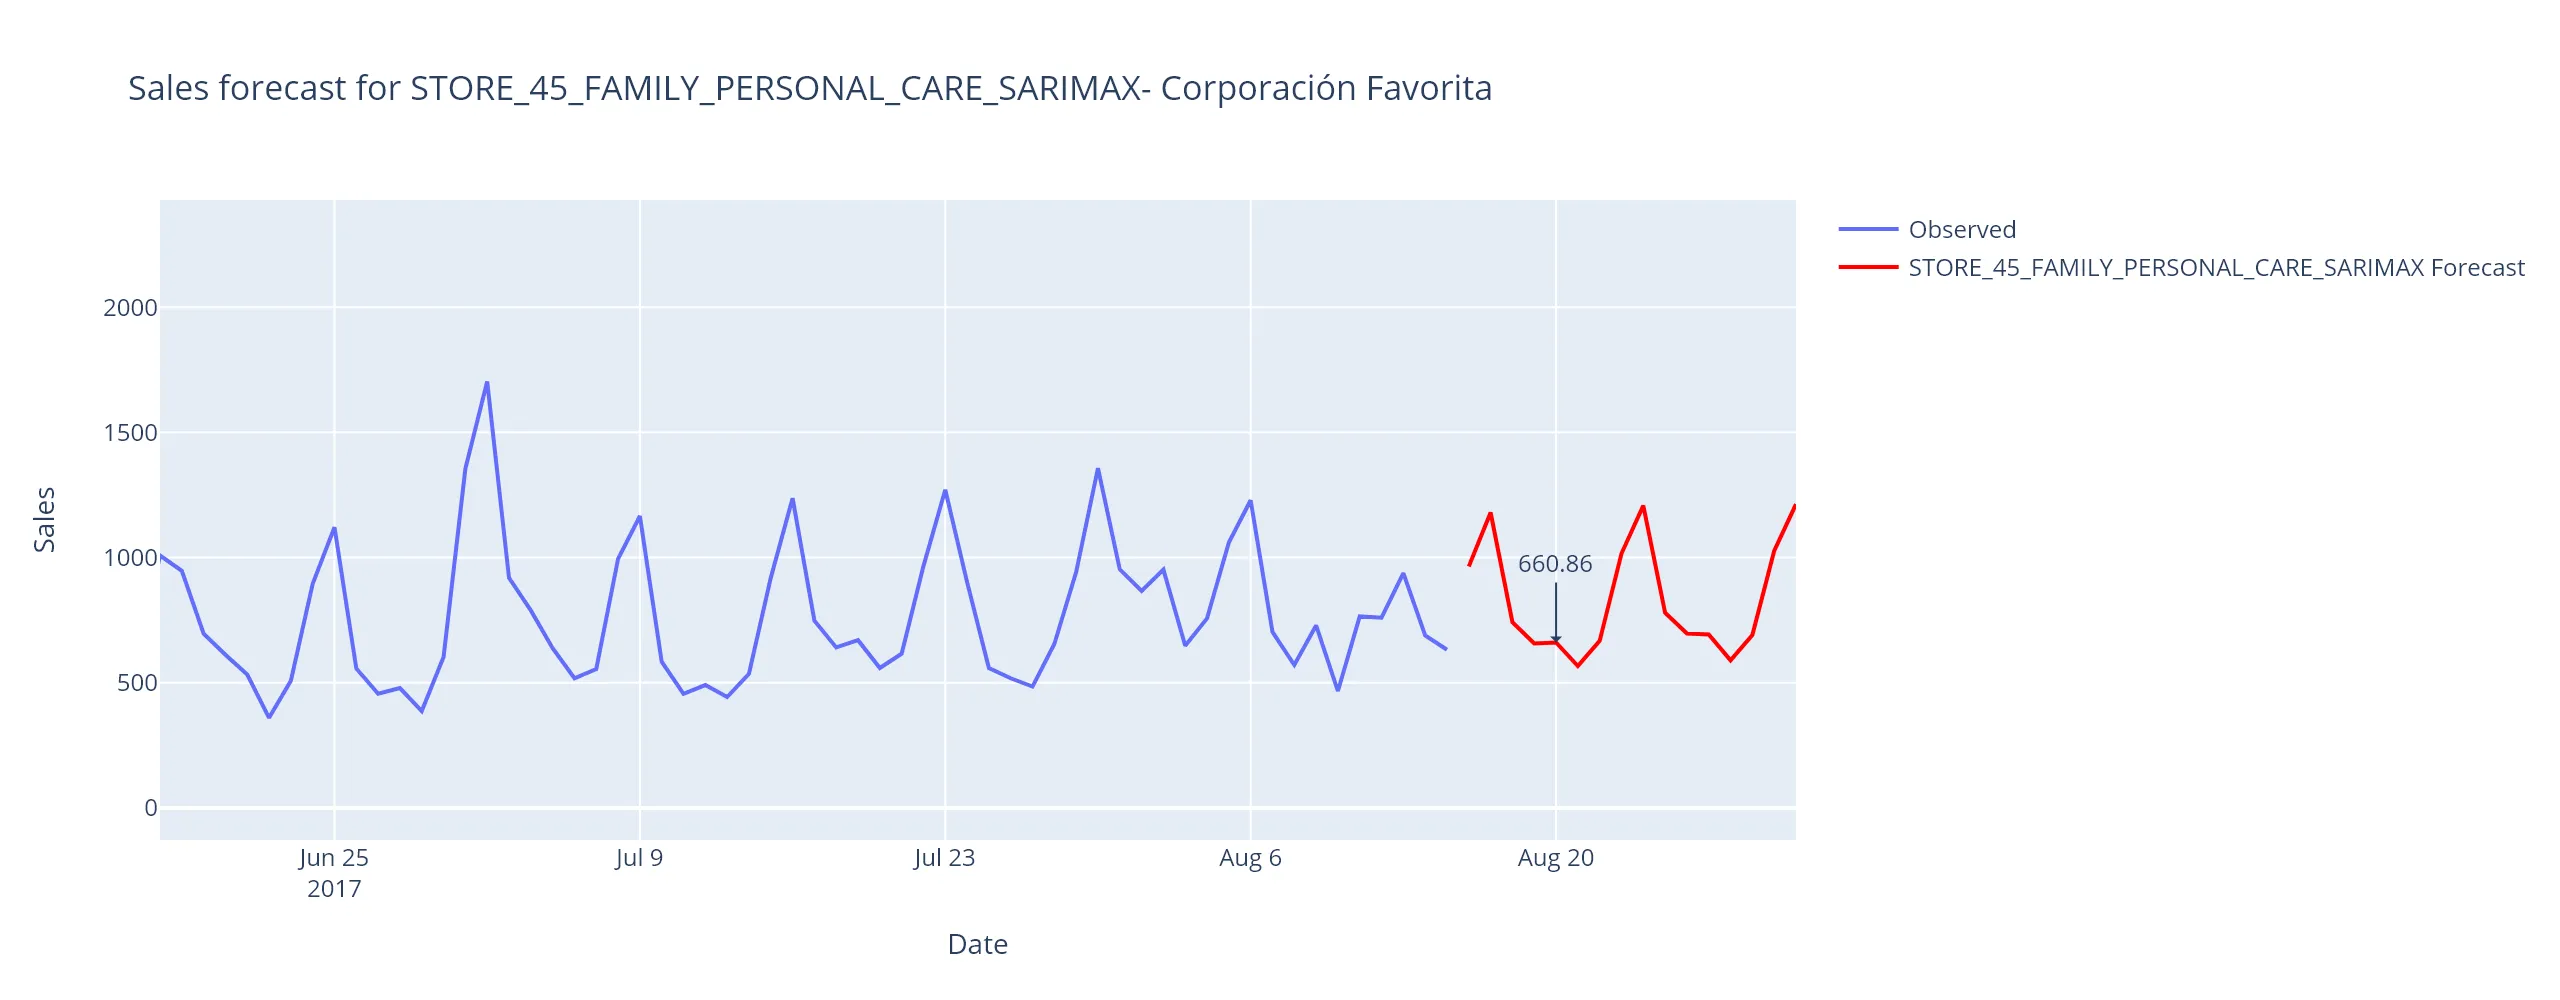 Sales forecast for STORE_45_FAMILY_PERSONAL_CARE_SARIMAX- Corporación Favorita
Observed
STORE_45_FAMILY_PERSONAL_CARE_SARIMAX Forecast
Sales
2000
1500
1000
500
0
660.86
Jun 25
2017
Jul 9
Jul 23
Aug 6
Aug 20
Date